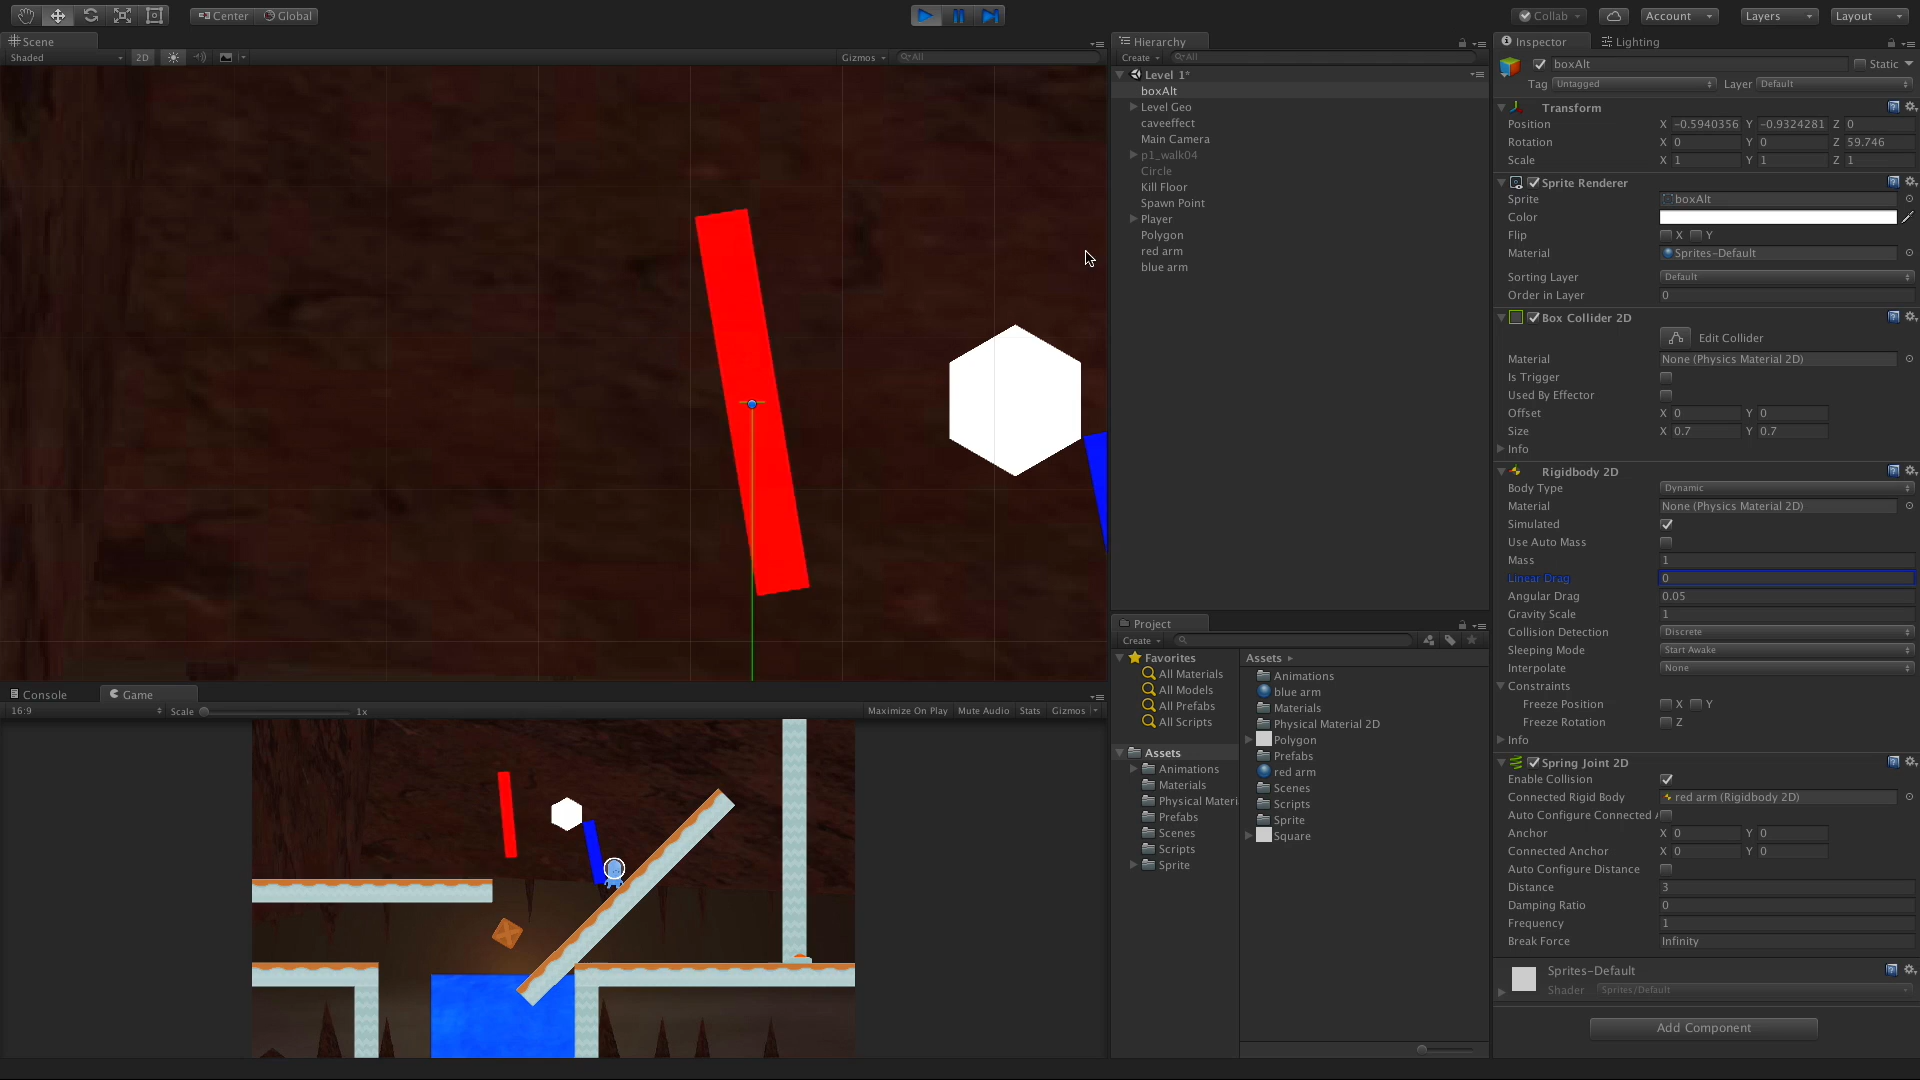 Center Global
Collab Account Layers Layout
Scene
Shaded 2D Gizmos All
Hierarchy
Create All
Level 1*
boxAlt
Level Geo
caveeffect
Main Camera
p1_walk04
Circle
Kill Floor
Spawn Point
Player
Polygon
red arm
blue arm
Console Game
16:9 Scale 1x Maximize On Play Mute Audio Stats Gizmos
Project
Create
Favorites
All Materials
All Models
All Prefabs
All Scripts
Assets
Animations
Materials
Physical Materi
Prefabs
Scenes
Scripts
Sprite
Assets
Animations
blue arm
Materials
Physical Material 2D
Polygon
Prefabs
red arm
Scenes
Scripts
Sprite
Square
Inspector Lighting
boxAlt Static
Tag Untagged Layer Default
Transform
Position X -0.5940356 Y -0.9324281 Z 0
Rotation X 0 Y 0 Z 59.746
Scale X 1 Y 1 Z 1
Sprite Renderer
Sprite boxAlt
Color
Flip X Y
Material Sprites-Default
Sorting Layer Default
Order in Layer 0
Box Collider 2D
Edit Collider
Material None (Physics Material 2D)
Is Trigger
Used By Effector
Offset X 0 Y 0
Size X 0.7 Y 0.7
Info
Rigidbody 2D
Body Type Dynamic
Material None (Physics Material 2D)
Simulated
Use Auto Mass
Mass 1
Linear Drag 0
Angular Drag 0.05
Gravity Scale 1
Collision Detection Discrete
Sleeping Mode Start Awake
Interpolate None
Constraints
Freeze Position X Y
Freeze Rotation Z
Info
Spring Joint 2D
Enable Collision
Connected Rigid Body red arm (Rigidbody 2D)
Auto Configure Connected A
Anchor X 0 Y 0
Connected Anchor X 0 Y 0
Auto Configure Distance
Distance 3
Damping Ratio 0
Frequency 1
Break Force Infinity
Sprites-Default
Shader Sprites/Default
Add Component